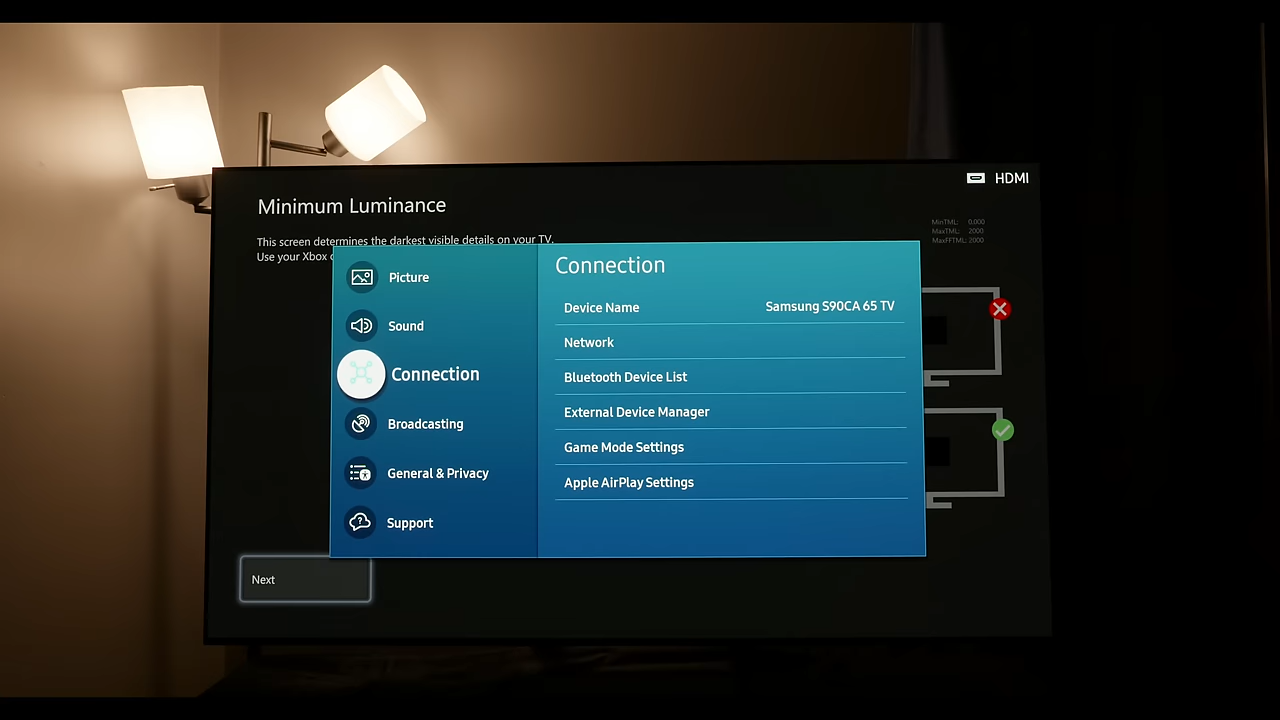 HDMI
Minimum Luminance
MinTML: 0.000
MaxTML: 2000
MaxFFTML: 2000
This screen determines the darkest visible details on your TV.
Use your Xbox
Picture
Sound
Connection
Broadcasting
General & Privacy
Support
Connection
Device Name Samsung S90CA 65 TV
Network
Bluetooth Device List
External Device Manager
Game Mode Settings
Apple AirPlay Settings
Next